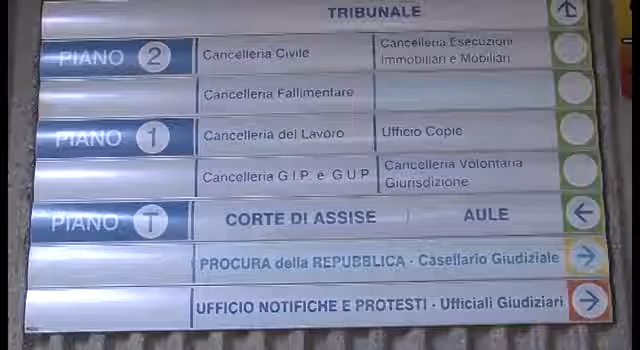 TRIBUNALE
PIANO 2 Cancelleria Civile Cancelleria Esecuzioni
Immobiliari e Mobiliari
Cancelleria Fallimentare
PIANO 1 Cancelleria del Lavoro Ufficio Copie
Cancelleria G.I.P. e G.U.P. Cancelleria Volontaria
Giurisdizione
PIANO T CORTE DI ASSISE AULE
PROCURA della REPUBBLICA - Casellario Giudiziale
UFFICIO NOTIFICHE E PROTESTI - Ufficiali Giudiziari